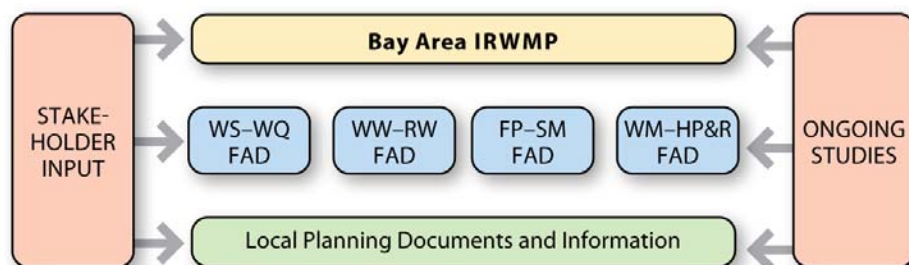 Bay Area IRWMP
STAKE-
HOLDER
INPUT
WS–WQ
FAD
WW–RW
FAD
FP–SM
FAD
WM–HP&R
FAD
ONGOING
STUDIES
Local Planning Documents and Information